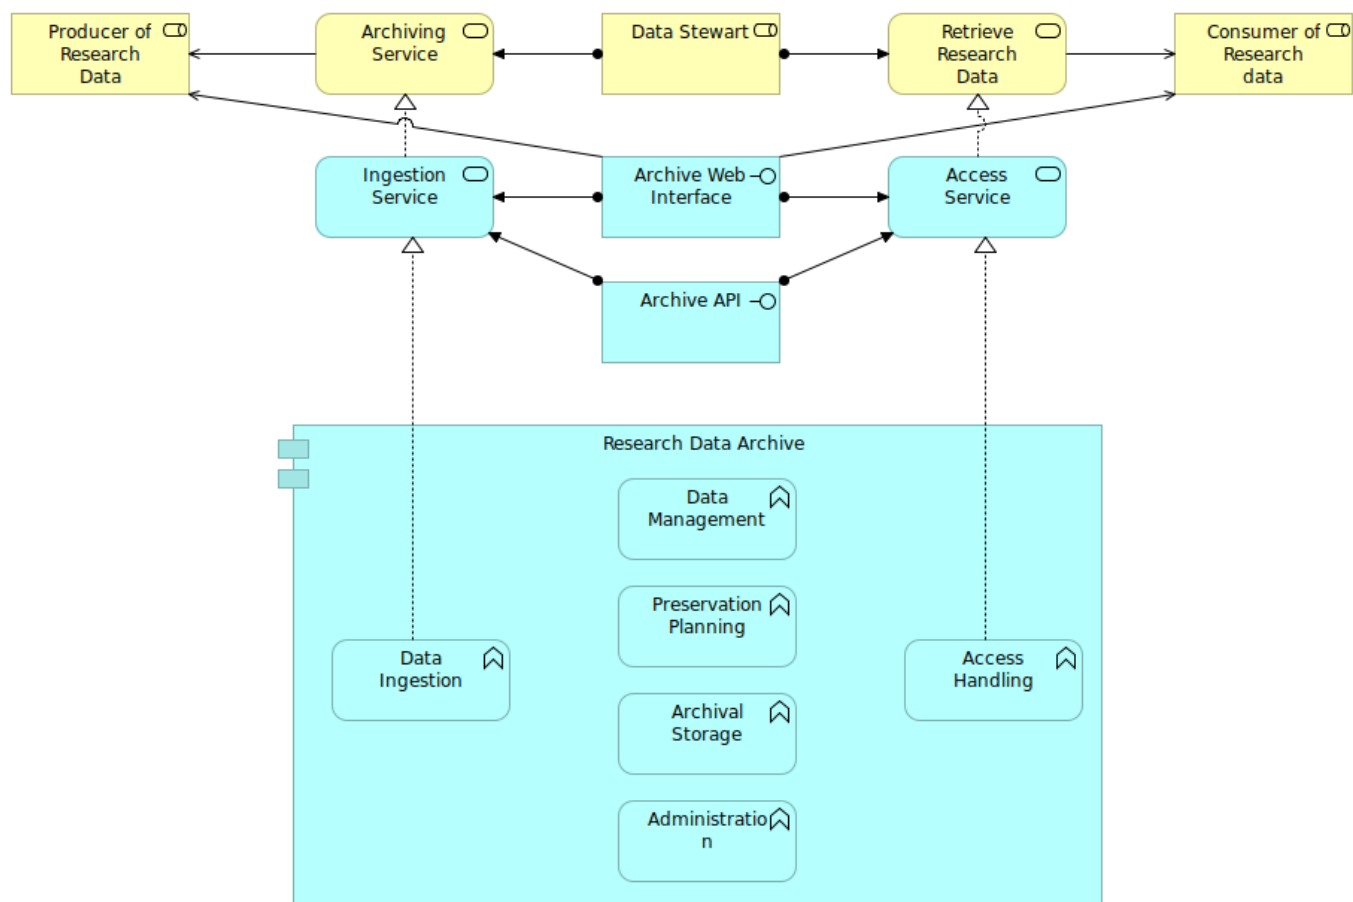 Producer of
Research
Data
Archiving
Service
Data Stewart
Retrieve
Research
Data
Consumer of
Research
data
Ingestion
Service
Archive Web
Interface
Access
Service
Archive API
Research Data Archive
Data
Management
Preservation
Planning
Data
Ingestion
Access
Handling
Archival
Storage
Administratio
n